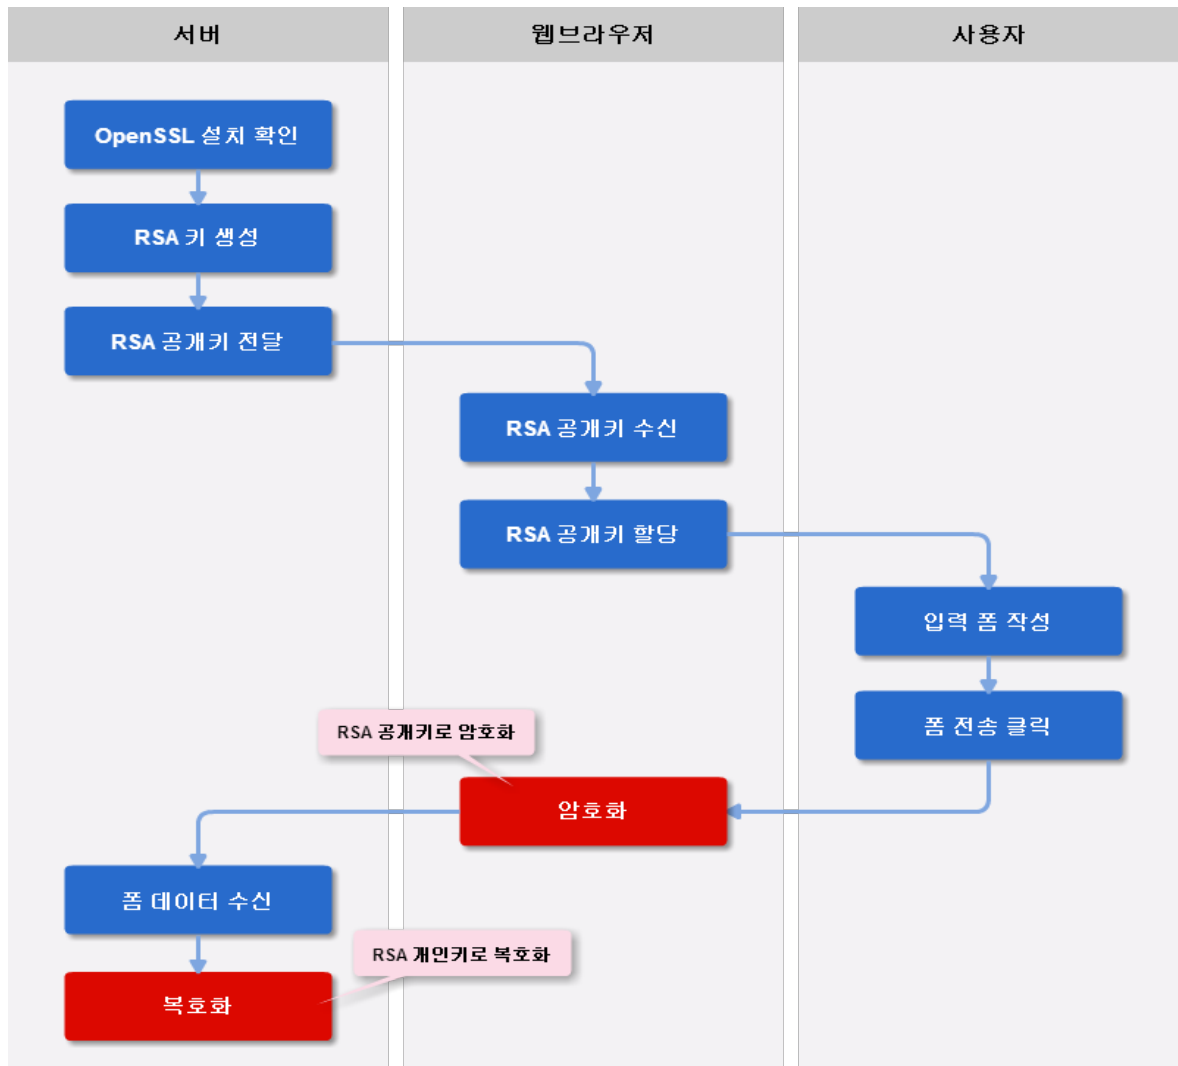 서버
웹브라우저
사용자
OpenSSL 설치 확인
RSA 키 생성
RSA 공개키 전달
RSA 공개키 수신
RSA 공개키 할당
입력 폼 작성
폼 전송 클릭
RSA 공개키로 암호화
암호화
폼 데이터 수신
RSA 개인키로 복호화
복호화